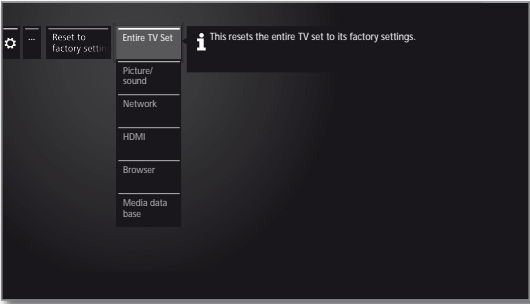 ...
Reset to
factory settin
Entire TV Set
This resets the entire TV set to its factory settings.
Picture/
sound
Network
HDMI
Browser
Media data
base